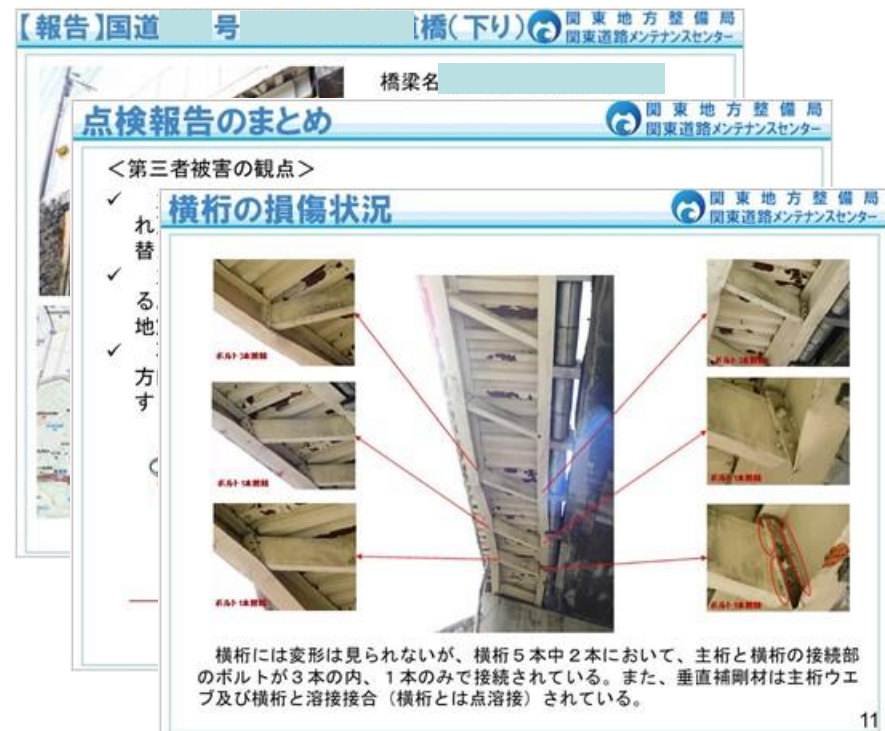 【報告】国道 号 橋(下り)
関東地方整備局
関東道路メンテナンスセンター
橋梁名
点検報告のまとめ
関東地方整備局
関東道路メンテナンスセンター
<第三者被害の観点>
✓
れ
替
✓
る
地
✓
方
す
横桁の損傷状況
関東地方整備局
関東道路メンテナンスセンター
横桁には変形は見られないが、横桁5本中2本において、主桁と横桁の接続部
のボルトが3本の内、1本のみで接続されている。また、垂直補剛材は主桁ウエ
ブ及び横桁と溶接接合（横桁とは点溶接）されている。
11